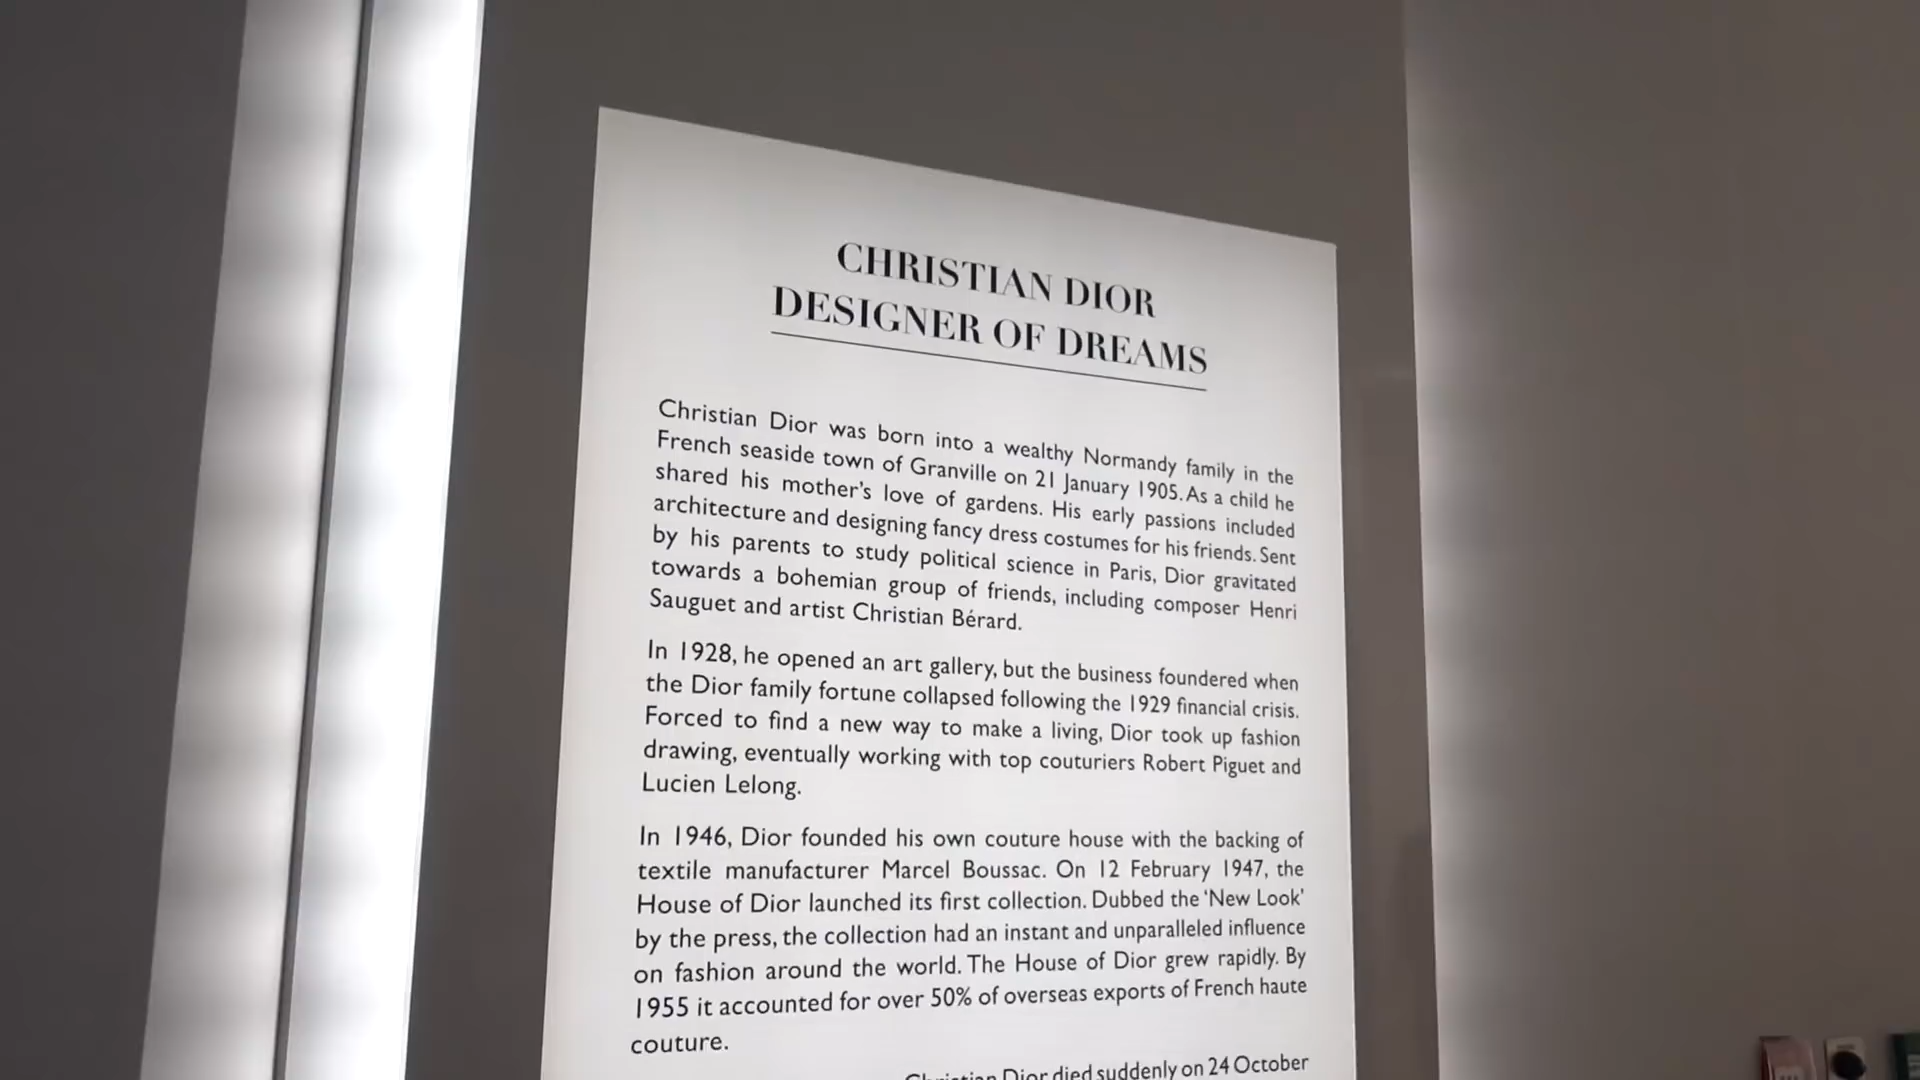 CHRISTIAN DIOR
DESIGNER OF DREAMS
Christian Dior was born into a wealthy Normandy family in the
French seaside town of Granville on 21 January 1905. As a child he
shared his mother's love of gardens. His early passions included
architecture and designing fancy dress costumes for his friends. Sent
by his parents to study political science in Paris, Dior gravitated
towards a bohemian group of friends, including composer Henri
Sauguet and artist Christian Bérard.
In 1928, he opened an art gallery, but the business foundered when
the Dior family fortune collapsed following the 1929 financial crisis.
Forced to find a new way to make a living, Dior took up fashion
drawing, eventually working with top couturiers Robert Piguet and
Lucien Lelong.
In 1946, Dior founded his own couture house with the backing of
textile manufacturer Marcel Boussac. On 12 February 1947, the
House of Dior launched its first collection. Dubbed the 'New Look'
by the press, the collection had an instant and unparalleled influence
on fashion around the world. The House of Dior grew rapidly. By
1955 it accounted for over 50% of overseas exports of French haute
couture.
Christian Dior died suddenly on 24 October